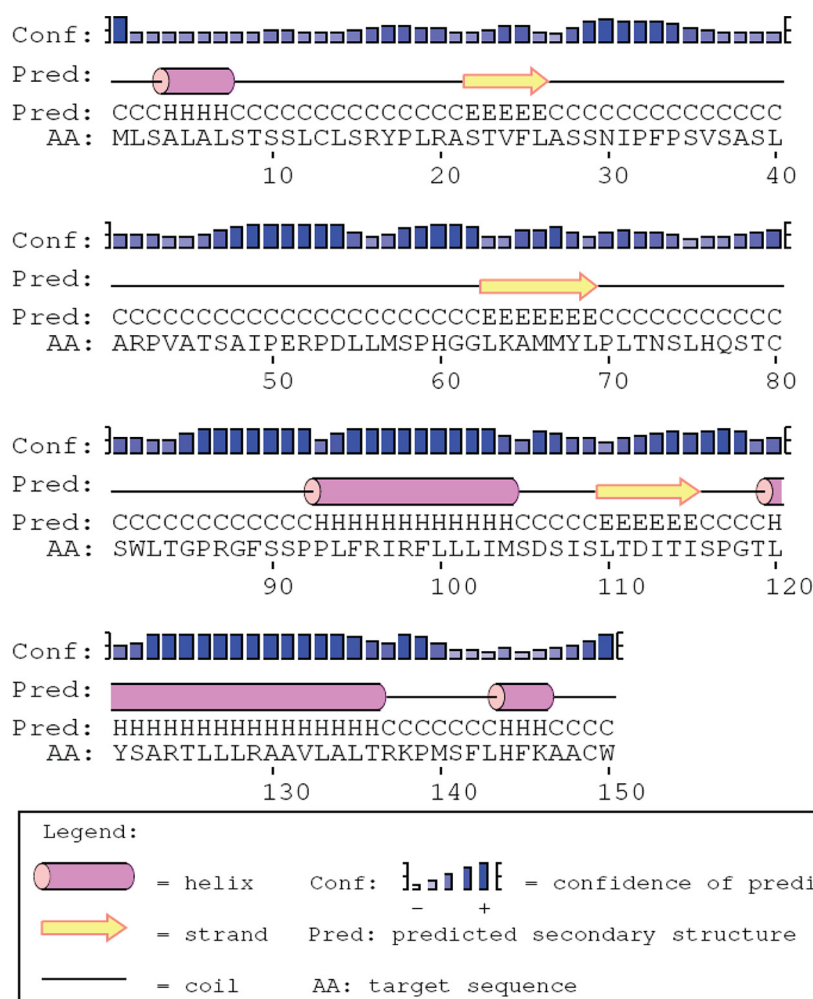 Conf:
Pred:
Pred: CCCHHHHCCCCCCCCCCCCCCEEEEECCCCCCCCCCCCCC
AA: MLSALALSTSSLCLSRYPLRASTVFLASSNIPFPSVSASL
10 20 30 40
Conf:
Pred:
Pred: CCCCCCCCCCCCCCCCCCCCCCEEEEEEECCCCCCCCCCC
AA: ARPVATSAIPERPDLLMSPHGGLKAMMYLPLTNSLHQSTC
50 60 70 80
Conf:
Pred:
Pred: CCCCCCCCCCCCHHHHHHHHHHHHCCCCCEEEEEECCCCH
AA: SWLTGPRGFSSPPLFRIRFLLLIMSDSISLTDITISPGTL
90 100 110 120
Conf:
Pred:
Pred: HHHHHHHHHHHHHHHHCCCCCCCHHHCCCC
AA: YSARTLLLRAAVLALTRKPMSFLHFKAACW
130 140 150
Legend:
= helix Conf: - + = confidence of predi
= strand Pred: predicted secondary structure
= coil AA: target sequence